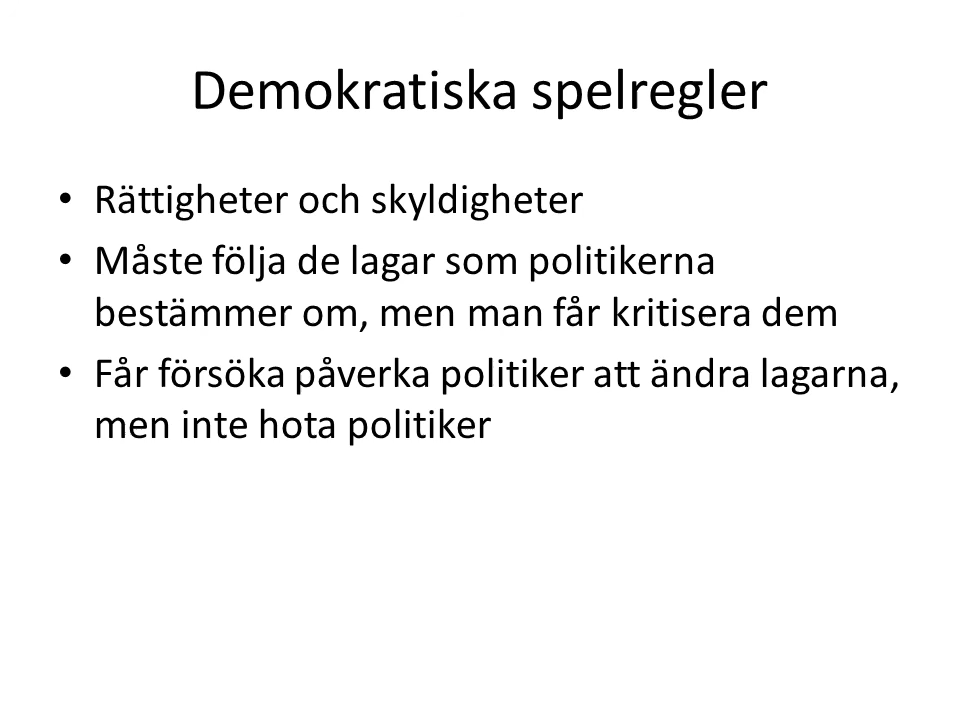 Demokratiska spelregler
• Rättigheter och skyldigheter
• Måste följa de lagar som politikerna
bestämmer om, men man får kritisera dem
• Får försöka påverka politiker att ändra lagarna,
men inte hota politiker